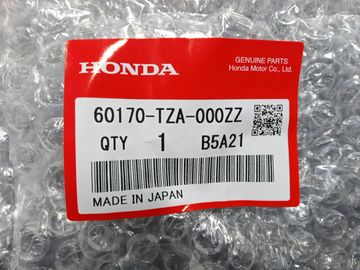 HONDA
GENUINE PARTS
Honda Motor Co., Ltd.
60170-TZA-000ZZ
QTY 1 B5A21
MADE IN JAPAN